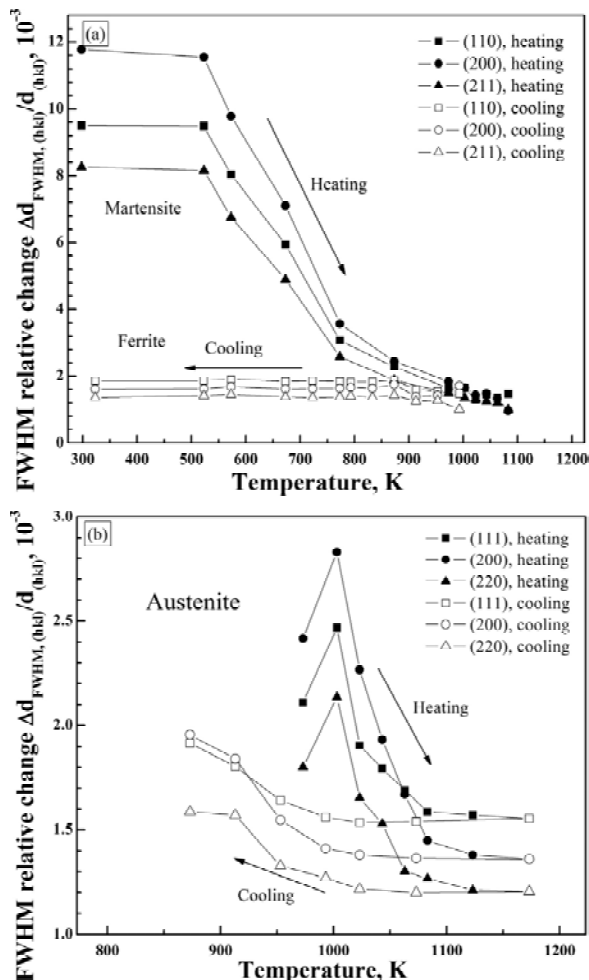 (a)
(110), heating
(200), heating
(211), heating
(110), cooling
(200), cooling
(211), cooling
Heating
Martensite
Ferrite
Cooling
12
10
8
6
4
2
0
300 400 500 600 700 800 900 1000 1100 1200
Temperature, K
FWHM relative change Δd_FWHM, (hkl)/d_(hkl), 10^-3
(b)
(111), heating
(200), heating
(220), heating
(111), cooling
(200), cooling
(220), cooling
Austenite
Heating
Cooling
3.0
2.5
2.0
1.5
1.0
800 900 1000 1100 1200
Temperature, K
FWHM relative change Δd_FWHM, (hkl)/d_(hkl), 10^-3